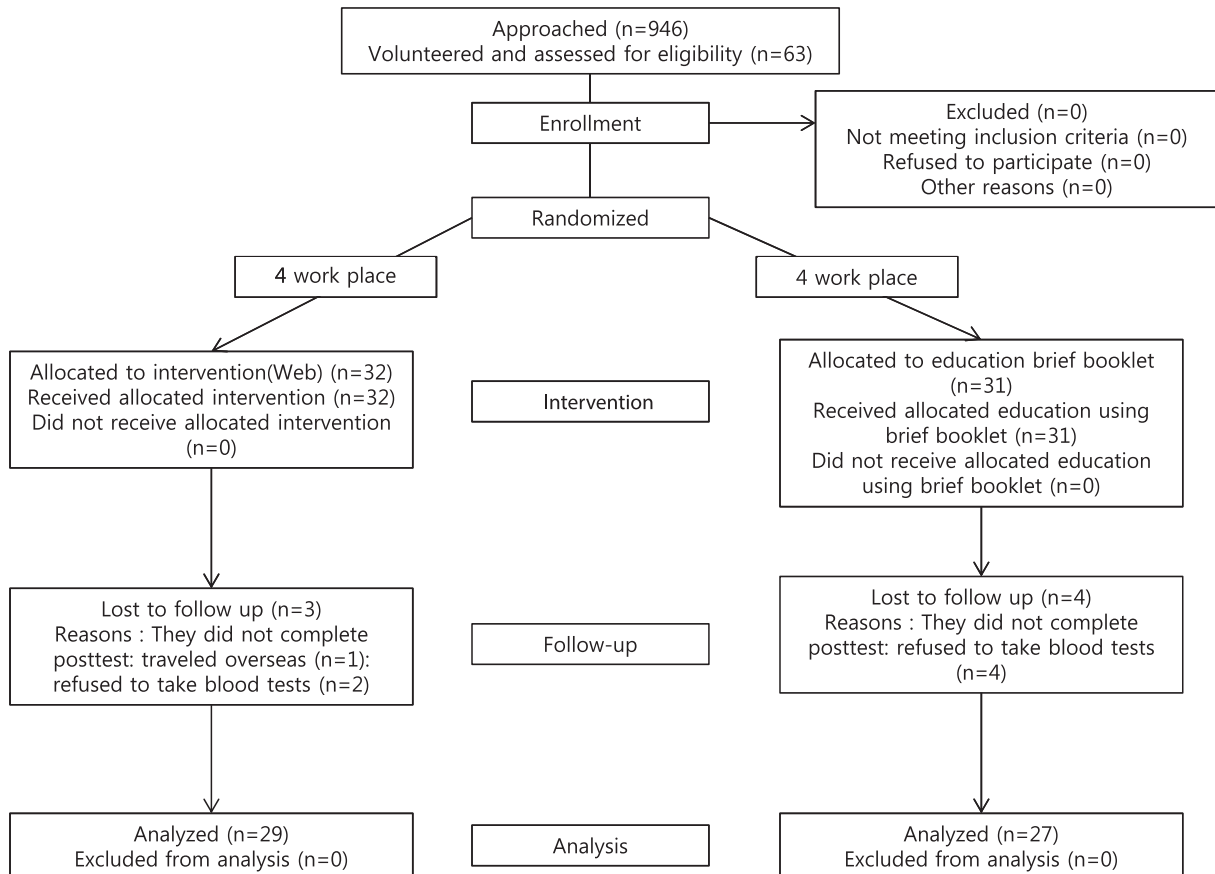 Approached (n=946)
Volunteered and assessed for eligibility (n=63)
Enrollment
Excluded (n=0)
Not meeting inclusion criteria (n=0)
Refused to participate (n=0)
Other reasons (n=0)
Randomized
4 work place
4 work place
Allocated to intervention(Web) (n=32)
Received allocated intervention (n=32)
Did not receive allocated intervention
(n=0)
Intervention
Allocated to education brief booklet
(n=31)
Received allocated education using
brief booklet (n=31)
Did not receive allocated education
using brief booklet (n=0)
Lost to follow up (n=3)
Reasons : They did not complete
posttest: traveled overseas (n=1):
refused to take blood tests (n=2)
Follow-up
Lost to follow up (n=4)
Reasons : They did not complete
posttest: refused to take blood tests
(n=4)
Analyzed (n=29)
Excluded from analysis (n=0)
Analysis
Analyzed (n=27)
Excluded from analysis (n=0)